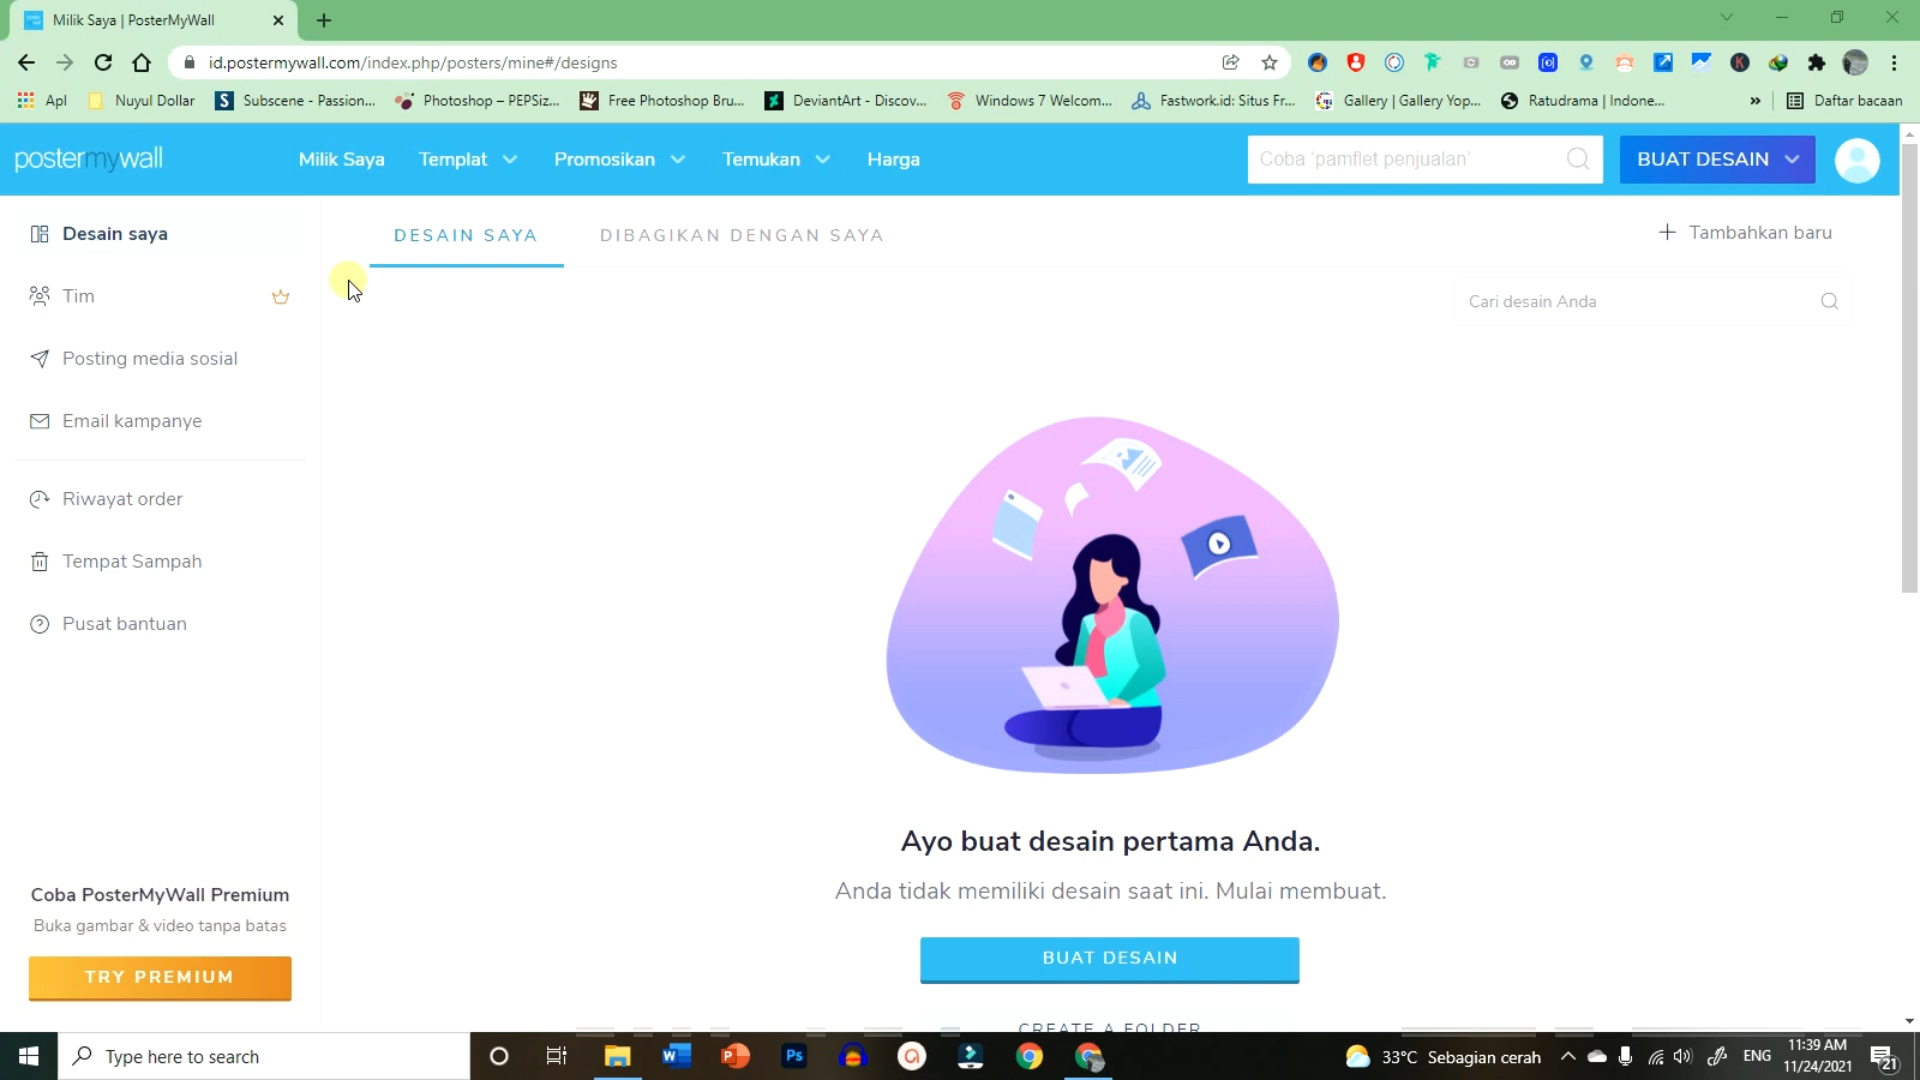 Milik Saya | PosterMyWall
id.postermywall.com/index.php/posters/mine#/designs
Apl
Nuyul Dollar
Subscene - Passion...
Photoshop – PEPSiz...
Free Photoshop Bru...
DeviantArt - Discov...
Windows 7 Welcom...
Fastwork.id: Situs Fr...
Gallery | Gallery Yop...
Ratudrama | Indone...
»
Daftar bacaan
postermywall
Milik Saya
Templat
Promosikan
Temukan
Harga
Coba 'pamflet penjualan'
BUAT DESAIN
Desain saya
DESAIN SAYA
DIBAGIKAN DENGAN SAYA
Tambahkan baru
Tim
Cari desain Anda
Posting media sosial
Email kampanye
Riwayat order
Tempat Sampah
Pusat bantuan
Ayo buat desain pertama Anda.
Anda tidak memiliki desain saat ini. Mulai membuat.
BUAT DESAIN
CREATE A FOLDER
Coba PosterMyWall Premium
Buka gambar & video tanpa batas
TRY PREMIUM
Type here to search
33°C Sebagian cerah
ENG
11:39 AM
11/24/2021
21